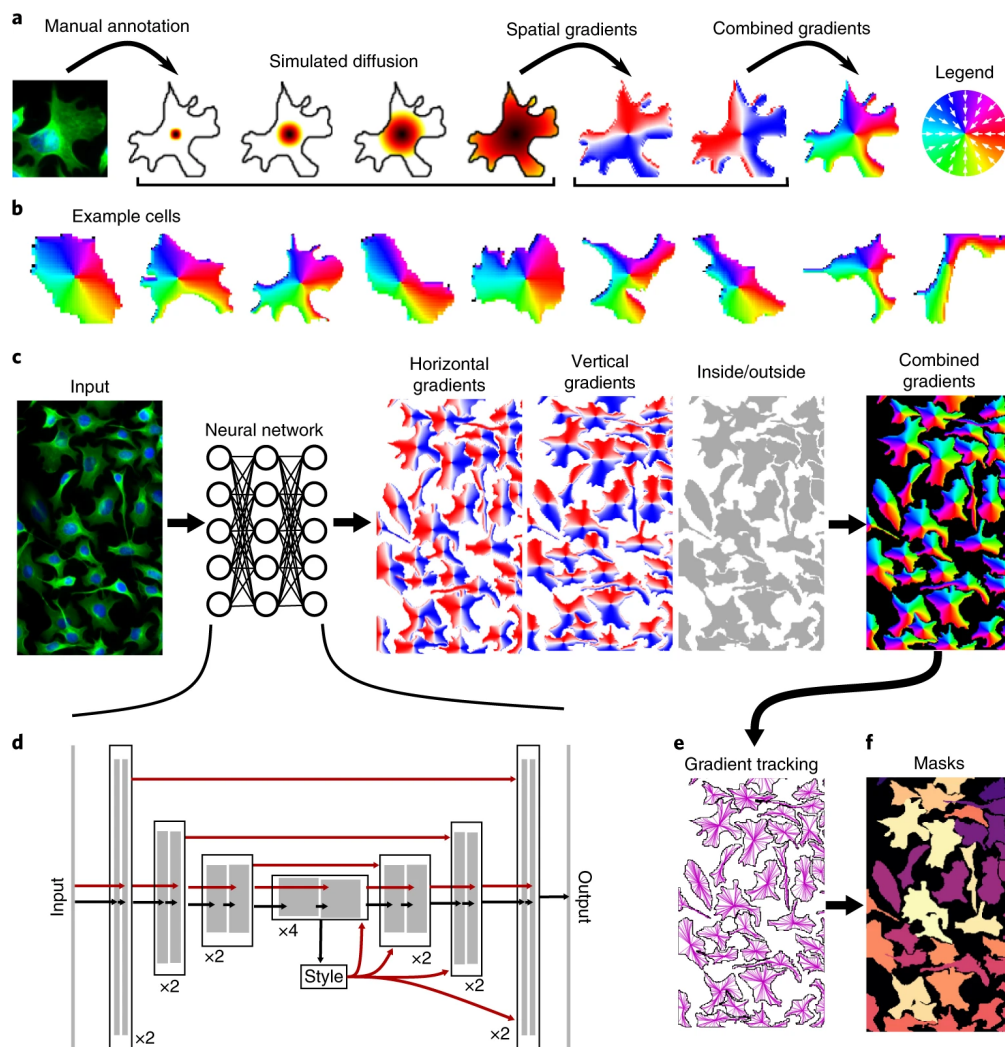 a
Manual annotation
Simulated diffusion
Spatial gradients
Combined gradients
Legend
b
Example cells
c
Input
Neural network
Horizontal
gradients
Vertical
gradients
Inside/outside
Combined
gradients
d
Input
×2
×2
×2
×4
Style
×2
×2
×2
Output
e
Gradient tracking
f
Masks